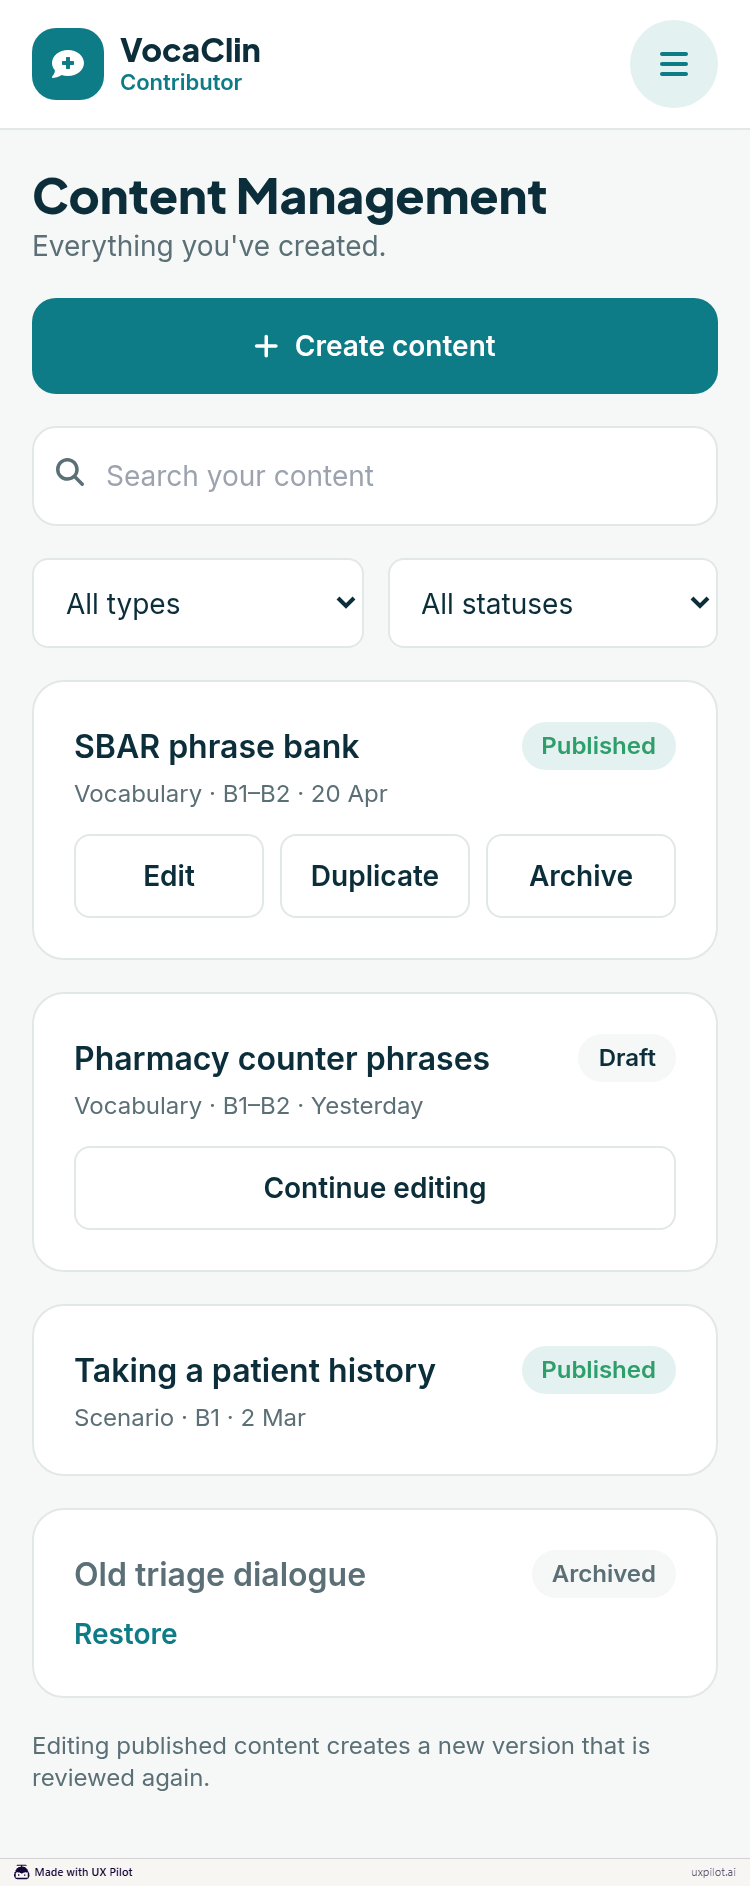 VocaClin
Contributor
Content Management
Everything you've created.
Create content
Search your content
All types
All statuses
SBAR phrase bank
Published
Vocabulary · B1–B2 · 20 Apr
Edit
Duplicate
Archive
Pharmacy counter phrases
Draft
Vocabulary · B1–B2 · Yesterday
Continue editing
Taking a patient history
Published
Scenario · B1 · 2 Mar
Old triage dialogue
Archived
Restore
Editing published content creates a new version that is
reviewed again.
Made with UX Pilot
uxpilot.ai